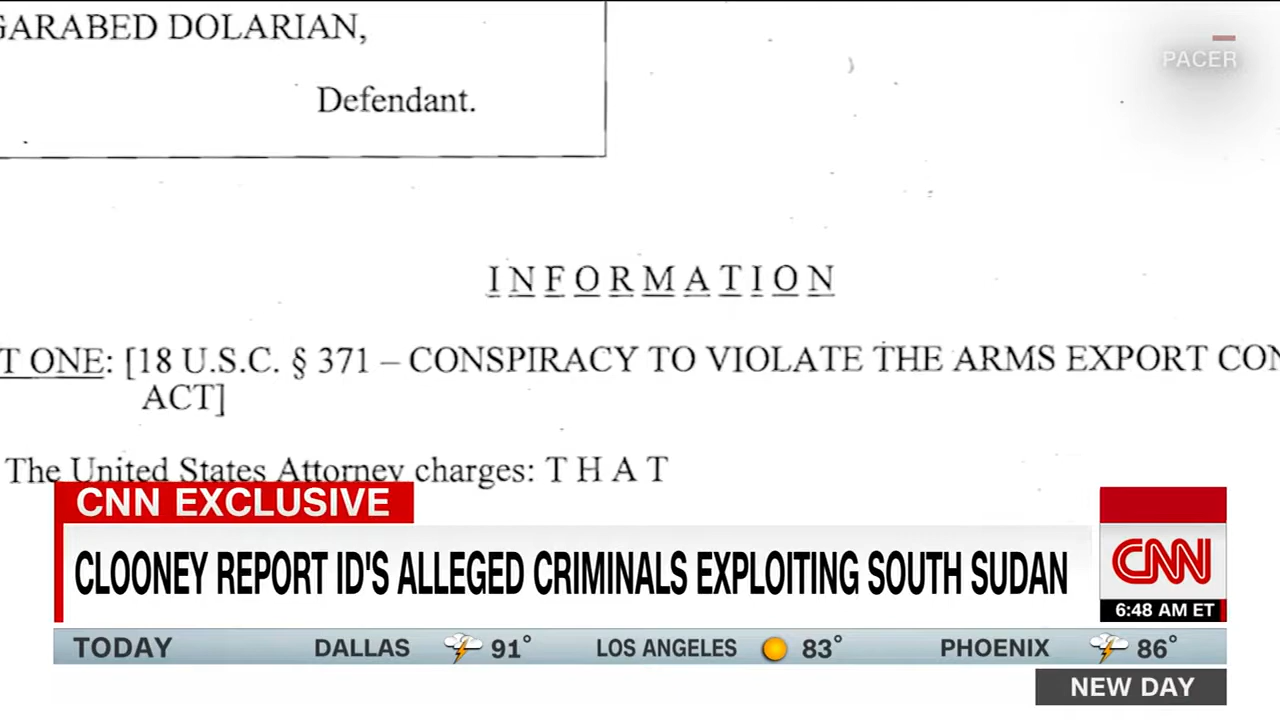 GARABED DOLARIAN,
PACER
Defendant.
INFORMATION
T ONE: [18 U.S.C. § 371 – CONSPIRACY TO VIOLATE THE ARMS EXPORT CON
ACT]
The United States Attorney charges: T H A T
CNN EXCLUSIVE
CLOONEY REPORT ID'S ALLEGED CRIMINALS EXPLOITING SOUTH SUDAN
CNN
6:48 AM ET
TODAY DALLAS 91° LOS ANGELES 83° PHOENIX 86°
NEW DAY